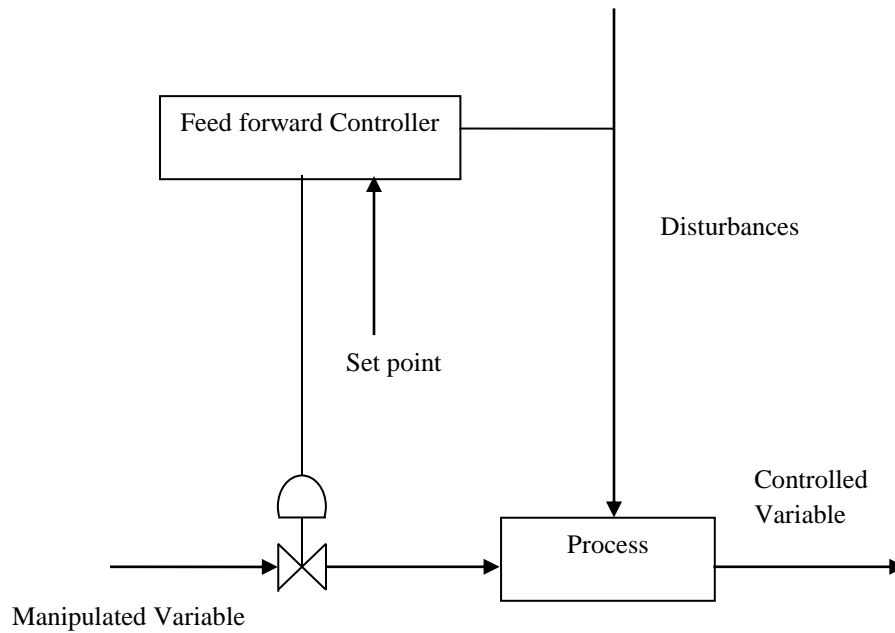 Feed forward Controller
Disturbances
Set point
Controlled
Variable
Process
Manipulated Variable